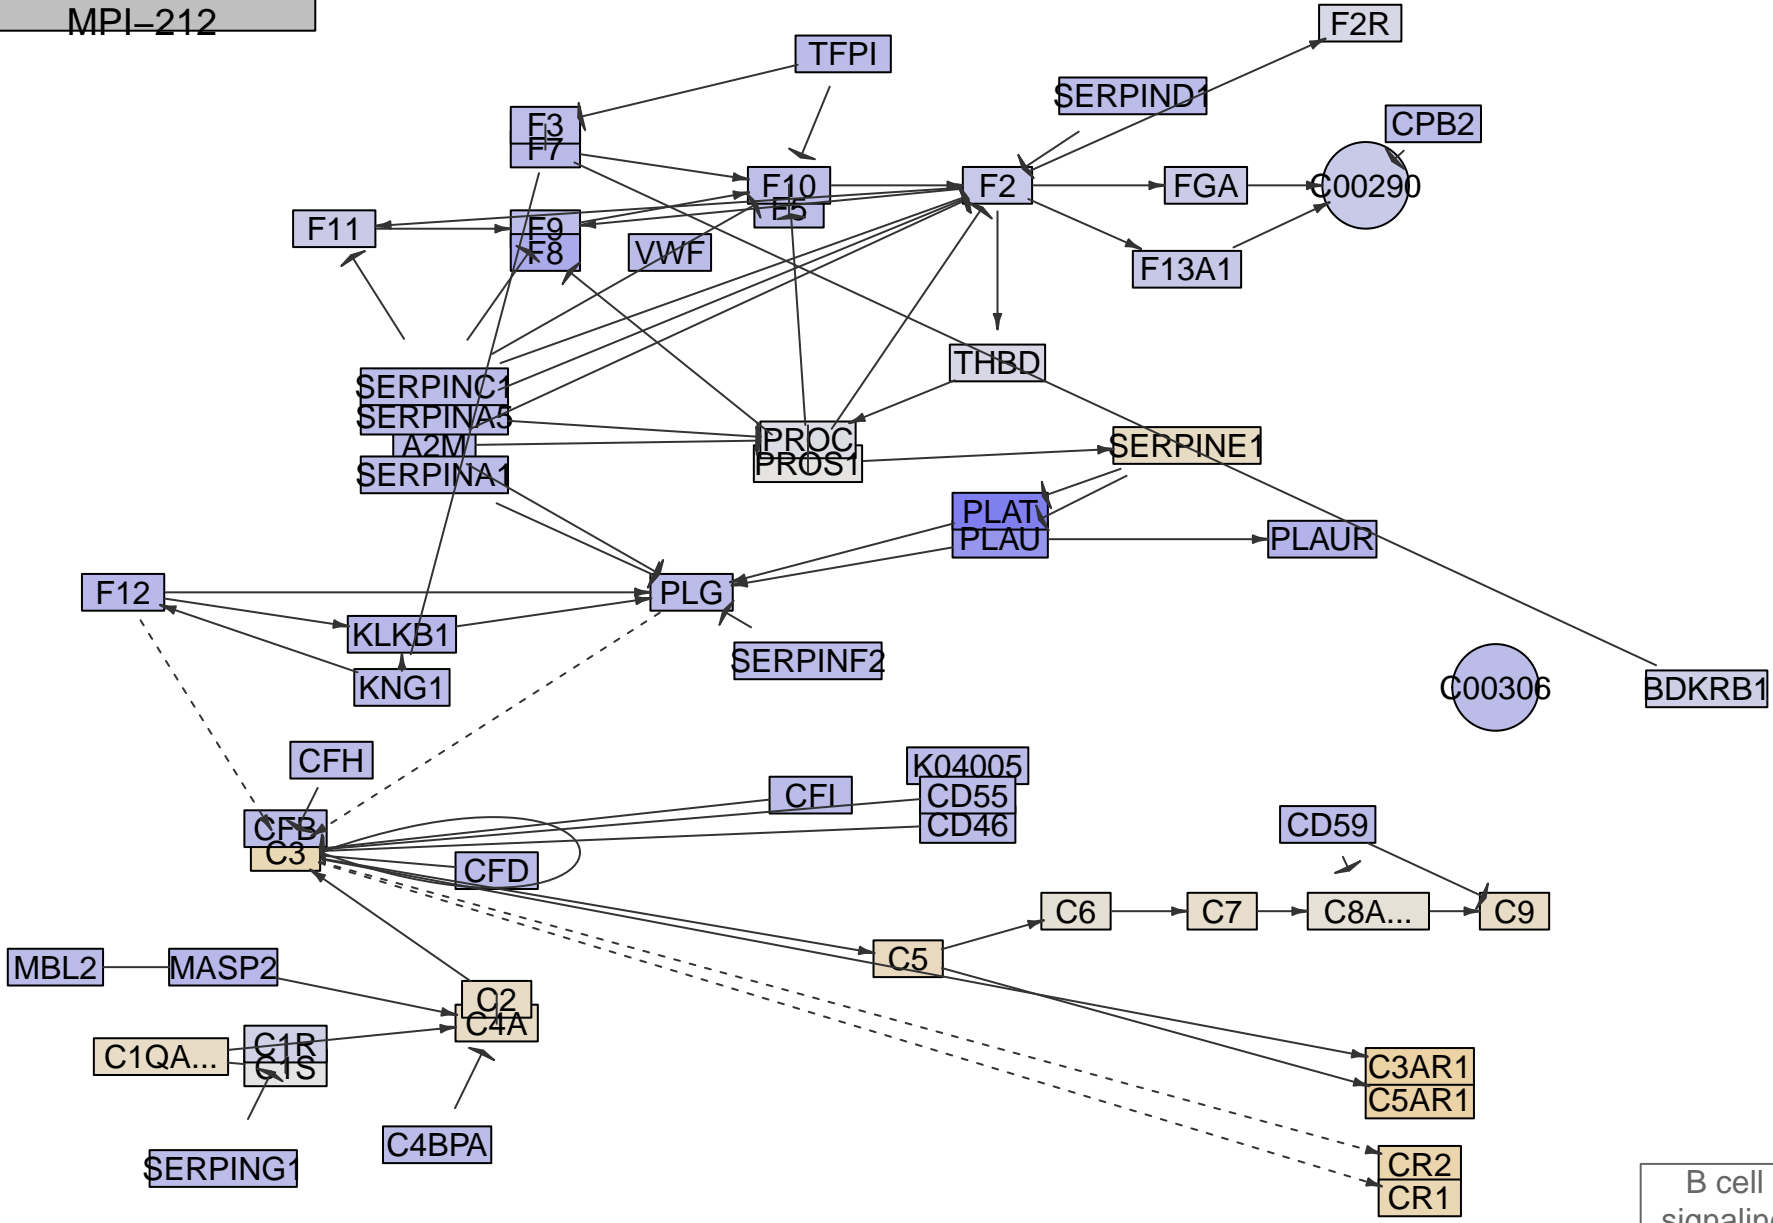 MPI–212
F2R
TFPI
SERPIND1
CPB2
F3
F7
F10
F5
F2
FGA
C00290
F11
F9
F8
VWF
F13A1
THBD
SERPINC1
SERPINA5
A2M
SERPINA1
PROC
PROS1
SERPINE1
PLAT
PLAU
PLAUR
F12
PLG
KLKB1
SERPINF2
KNG1
C00306
BDKRB1
CFH
K04005
CFI
CD55
CD46
CFB
C3
CD59
CFD
C6
C7
C8A...
C9
C5
MBL2
MASP2
C2
C4A
C1QA...
C1R
C1S
C3AR1
C5AR1
C4BPA
SERPING1
CR2
CR1
B cell